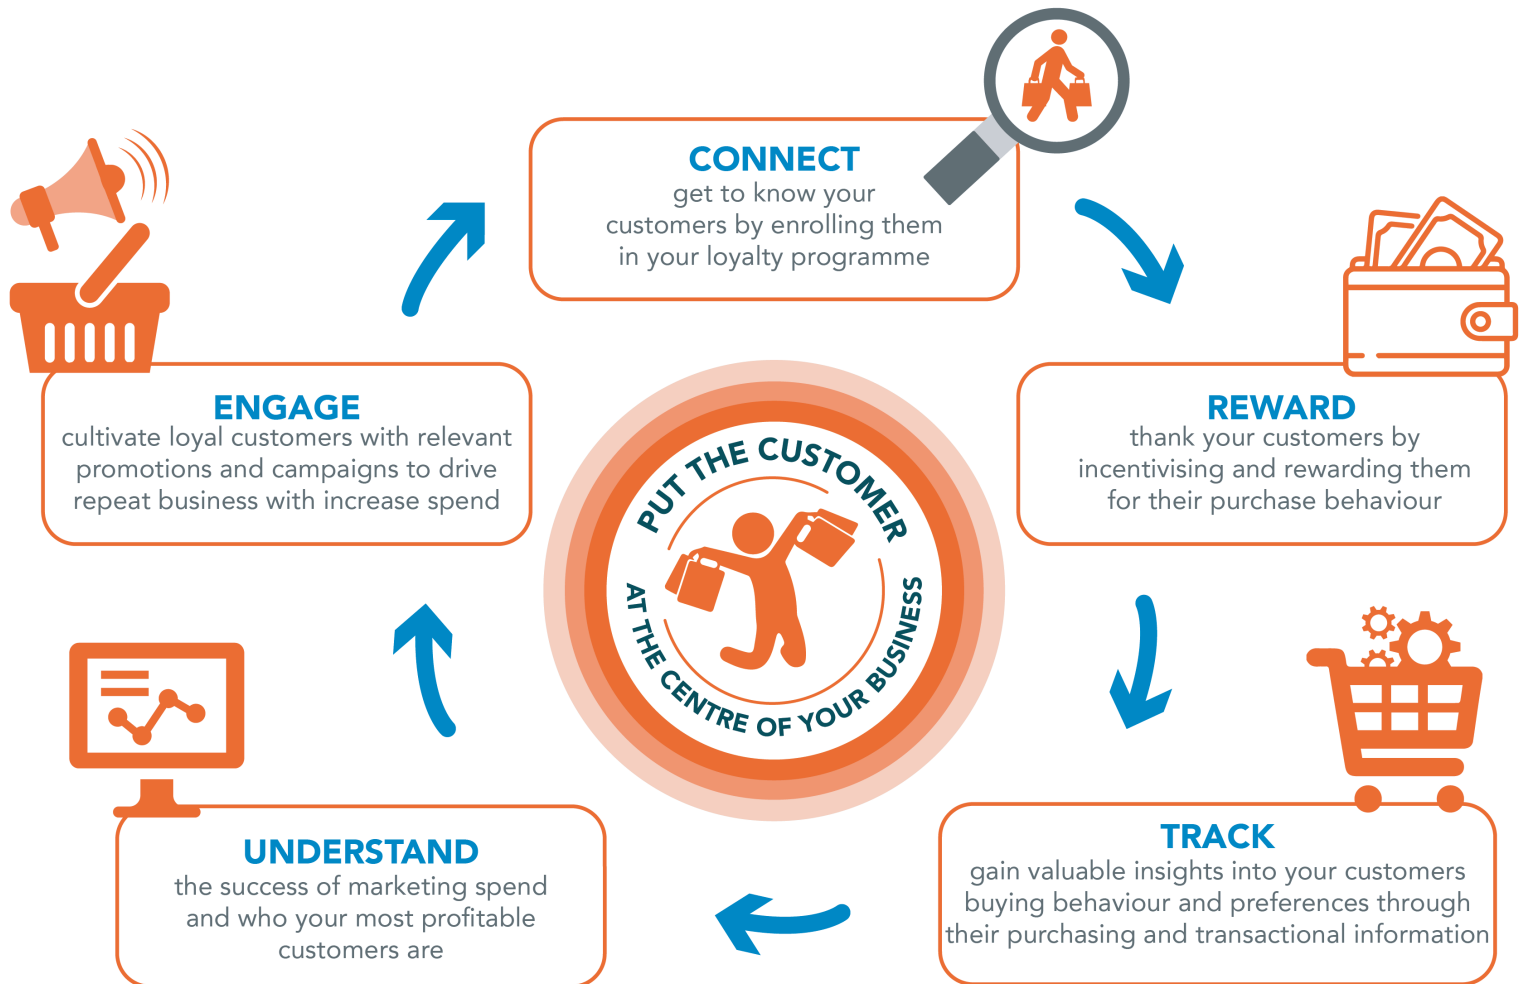 CONNECT
get to know your
customers by enrolling them
in your loyalty programme
REWARD
thank your customers by
incentivising and rewarding them
for their purchase behaviour
TRACK
gain valuable insights into your customers
buying behaviour and preferences through
their purchasing and transactional information
UNDERSTAND
the success of marketing spend
and who your most profitable
customers are
ENGAGE
cultivate loyal customers with relevant
promotions and campaigns to drive
repeat business with increase spend
PUT THE CUSTOMER
AT THE CENTRE OF YOUR BUSINESS